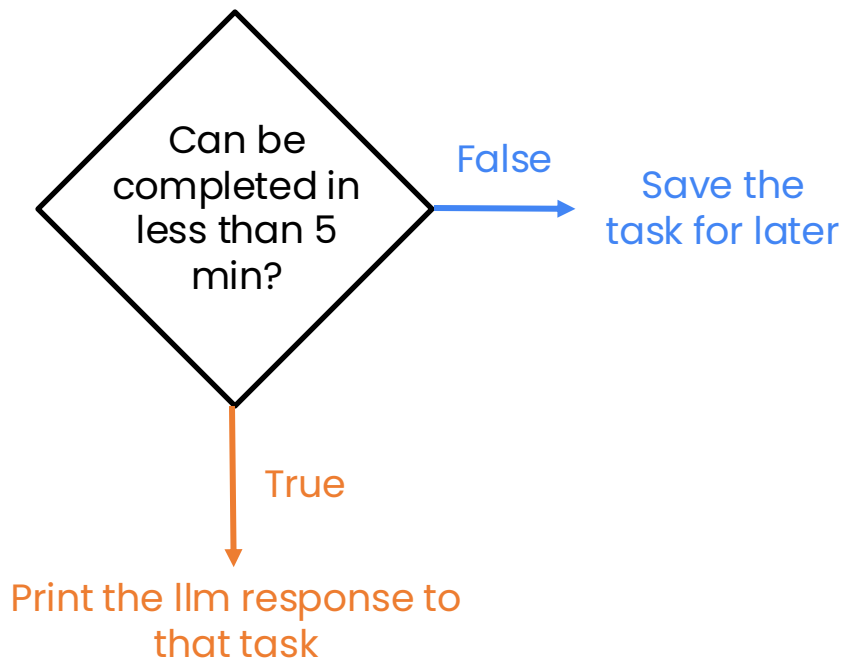 Can be
completed in
less than 5
min?
False
Save the
task for later
True
Print the llm response to
that task